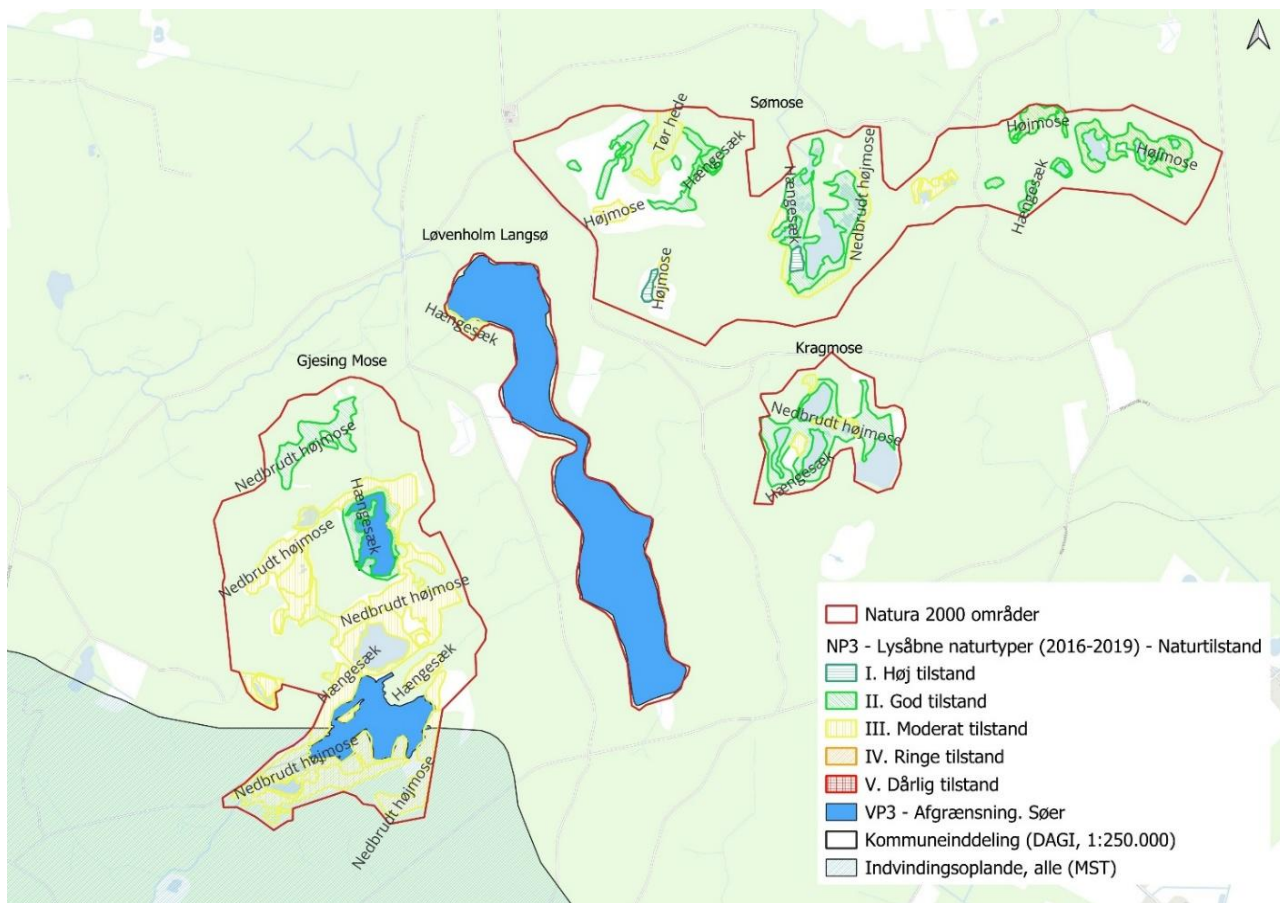 Sømose
Tør hede
Hængesæk
Højmose
Højmose
Hængesæk
Nedbrudt højmose
Højmose
Højmose
Hængesæk
Løvenholm Langsø
Hængesæk
Gjesing Mose
Kragmose
Nedbrudt højmose
Hængesæk
Nedbrudt højmose
Hængesæk
Nedbrudt højmose
Nedbrudt højmose
Hængesæk
Hængesæk
Nedbrudt højmose
Nedbrudt højmose
Natura 2000 områder
NP3 - Lysåbne naturtyper (2016-2019) - Naturtilstand
I. Høj tilstand
II. God tilstand
III. Moderat tilstand
IV. Ringe tilstand
V. Dårlig tilstand
VP3 - Afgrænsning. Søer
Kommuneinddeling (DAGI, 1:250.000)
Indvindingsoplande, alle (MST)